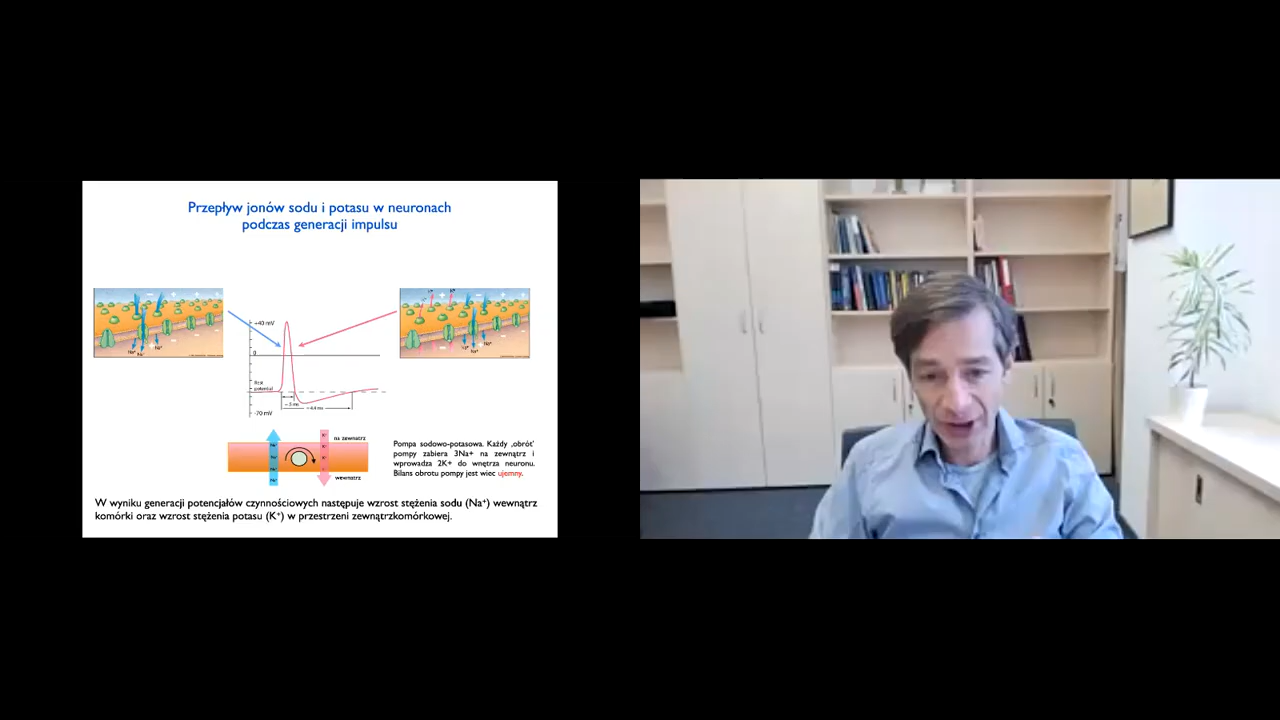 Przepływ jonów sodu i potasu w neuronach
podczas generacji impulsu
+40 mV
0
Rest
potential
-70 mV
na zewnątrz
wewnątrz
Pompa sodowo-potasowa. Każdy „obrót"
pompy zabiera 3Na+ na zewnątrz i
wprowadza 2K+ do wnętrza neuronu.
Bilans obrotu pompy jest więc ujemny.
W wyniku generacji potencjałów czynnościowych następuje wzrost stężenia sodu (Na⁺) wewnątrz
komórki oraz wzrost stężenia potasu (K⁺) w przestrzeni zewnątrzkomórkowej.